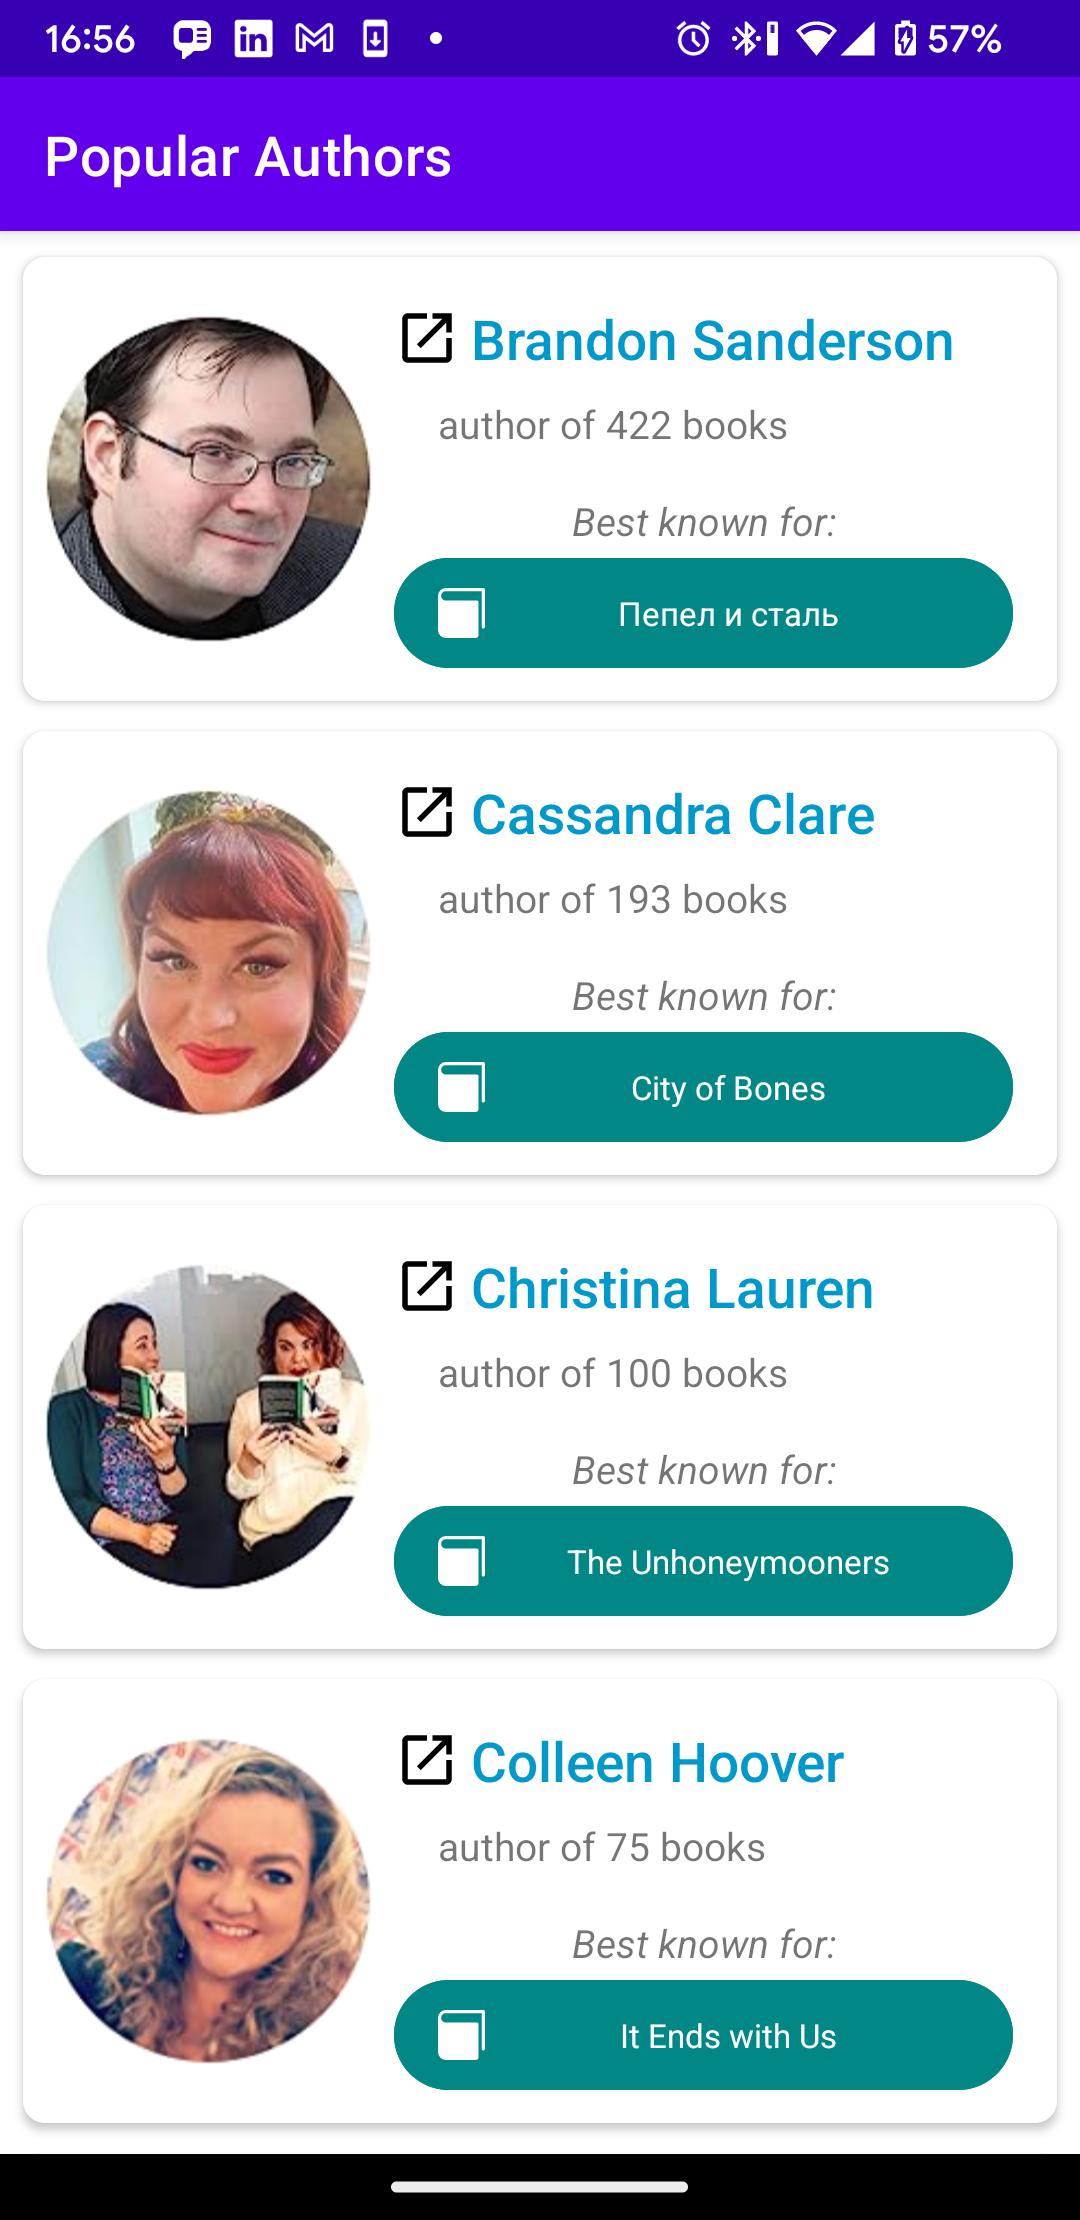 16:56
57%
Popular Authors
Brandon Sanderson
author of 422 books
Best known for:
Пепел и сталь
Cassandra Clare
author of 193 books
Best known for:
City of Bones
Christina Lauren
author of 100 books
Best known for:
The Unhoneymooners
Colleen Hoover
author of 75 books
Best known for:
It Ends with Us